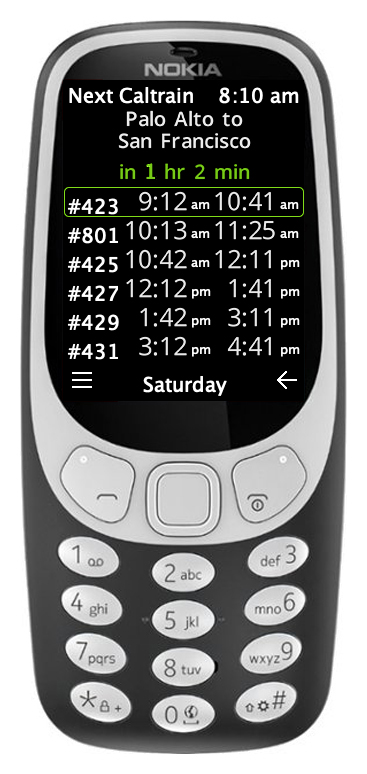 NOKIA
Next Caltrain 8:10 am
Palo Alto to
San Francisco
in 1 hr 2 min
#423 9:12 am 10:41 am
#801 10:13 am 11:25 am
#425 10:42 am 12:11 pm
#427 12:12 pm 1:41 pm
#429 1:42 pm 3:11 pm
#431 3:12 pm 4:41 pm
Saturday
1 2 abc def 3
4 ghi 5 jkl mno 6
7 pqrs 8 tuv wxyz 9
* + 0 #